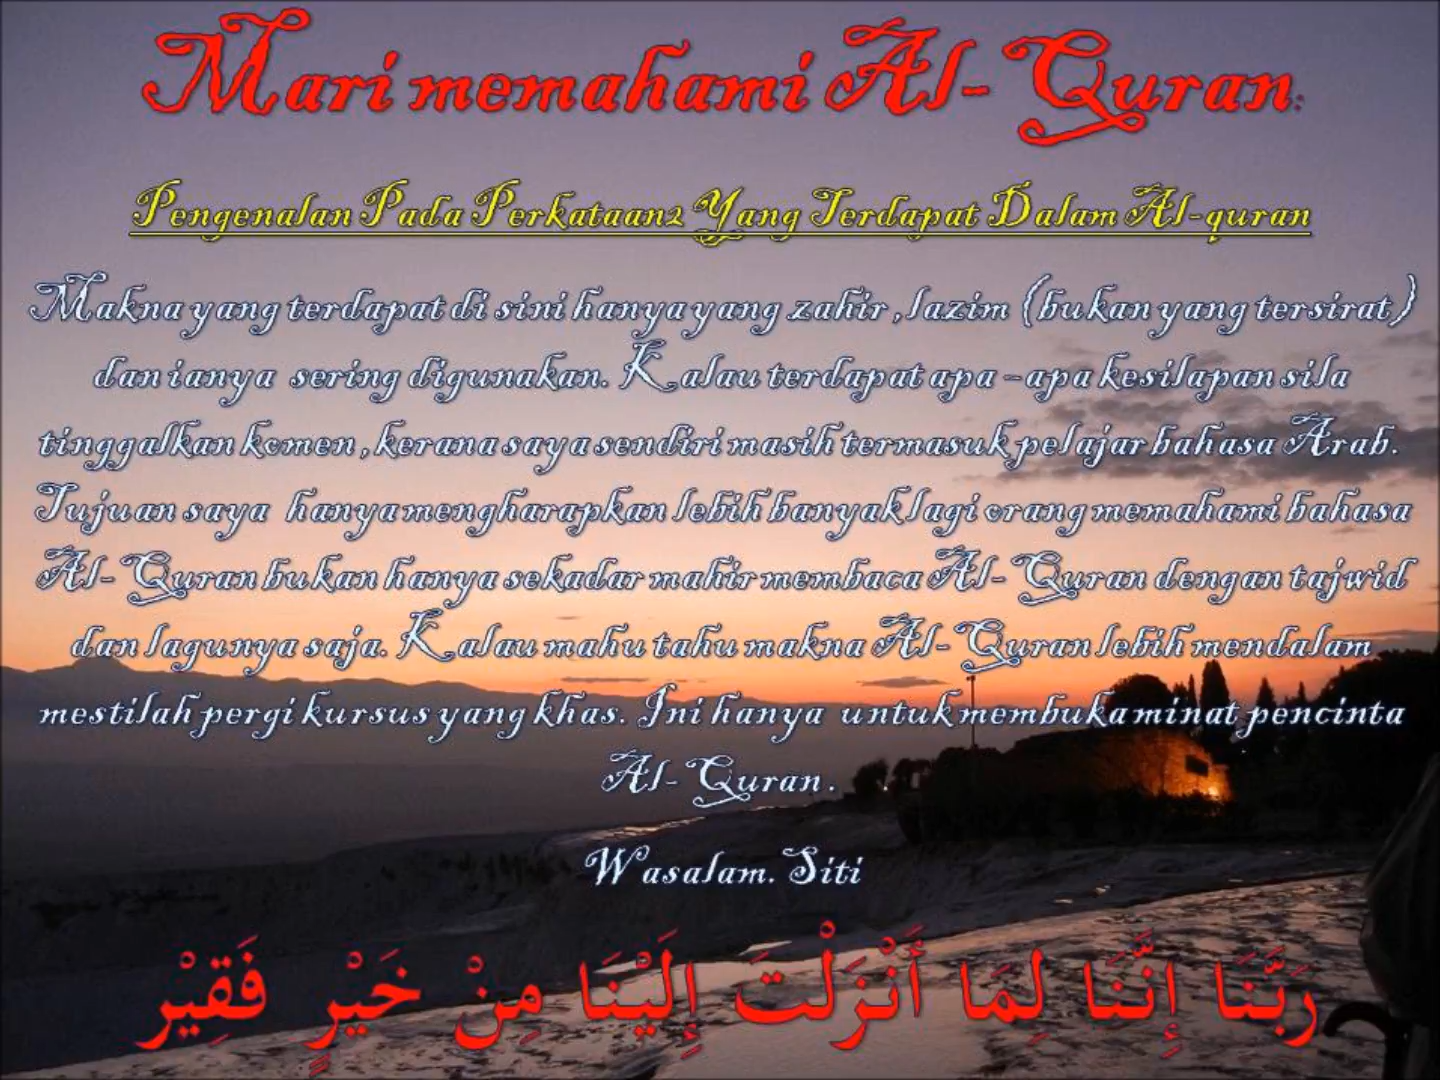 Mari memahami Al-Quran:
Pengenalan Pada Perkataan2 Yang Terdapat Dalam Al-quran
Makna yang terdapat di sini hanya yang zahir, lazim (bukan yang tersirat)
dan ianya sering digunakan. Kalau terdapat apa-apa kesilapan sila
tinggalkan komen, kerana saya sendiri masih termasuk pelajar bahasa Arab.
Tujuan saya hanya mengharapkan lebih banyak lagi orang memahami bahasa
Al-Quran bukan hanya sekadar mahir membaca Al-Quran dengan tajwid
dan lagunya saja. Kalau mahu tahu makna Al-Quran lebih mendalam
mestilah pergi kursus yang khas. Ini hanya untuk membuka minat pencinta
Al-Quran.
Wasalam. Siti
رَبَّنَا إِنَّنَا لِمَا أَنْزَلْتَ إِلَيْنَا مِنْ خَيْرٍ فَقِيْر